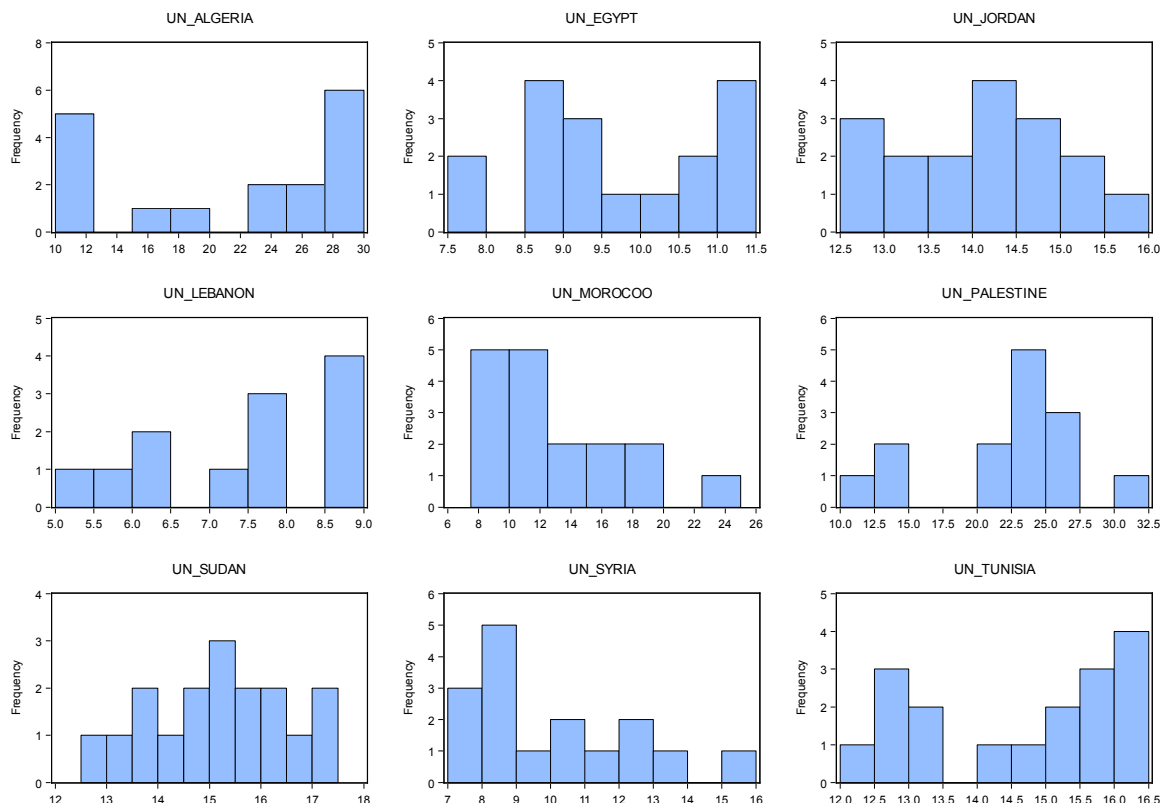 UN_ALGERIA
8
6
4
2
0
Frequency
10 12 14 16 18 20 22 24 26 28 30
UN_EGYPT
5
4
3
2
1
0
Frequency
7.5 8.0 8.5 9.0 9.5 10.0 10.5 11.0 11.5
UN_JORDAN
5
4
3
2
1
0
Frequency
12.5 13.0 13.5 14.0 14.5 15.0 15.5 16.0
UN_LEBANON
5
4
3
2
1
0
Frequency
5.0 5.5 6.0 6.5 7.0 7.5 8.0 8.5 9.0
UN_MOROCOO
6
5
4
3
2
1
0
Frequency
6 8 10 12 14 16 18 20 22 24 26
UN_PALESTINE
6
5
4
3
2
1
0
Frequency
10.0 12.5 15.0 17.5 20.0 22.5 25.0 27.5 30.0 32.5
UN_SUDAN
4
3
2
1
0
Frequency
12 13 14 15 16 17 18
UN_SYRIA
6
5
4
3
2
1
0
Frequency
7 8 9 10 11 12 13 14 15 16
UN_TUNISIA
5
4
3
2
1
0
Frequency
12.0 12.5 13.0 13.5 14.0 14.5 15.0 15.5 16.0 16.5